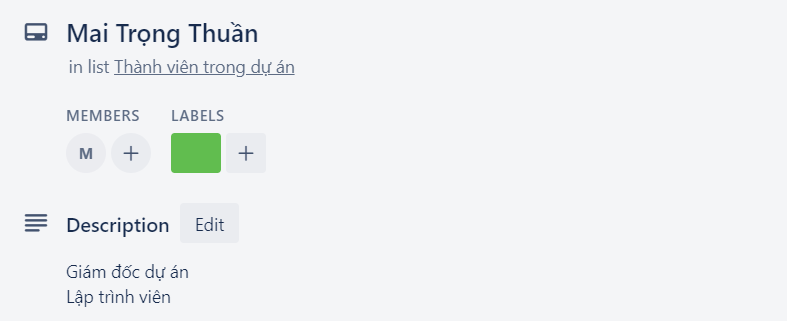 Mai Trọng Thuần
in list Thành viên trong dự án
MEMBERS LABELS
M
Description Edit
Giám đốc dự án
Lập trình viên